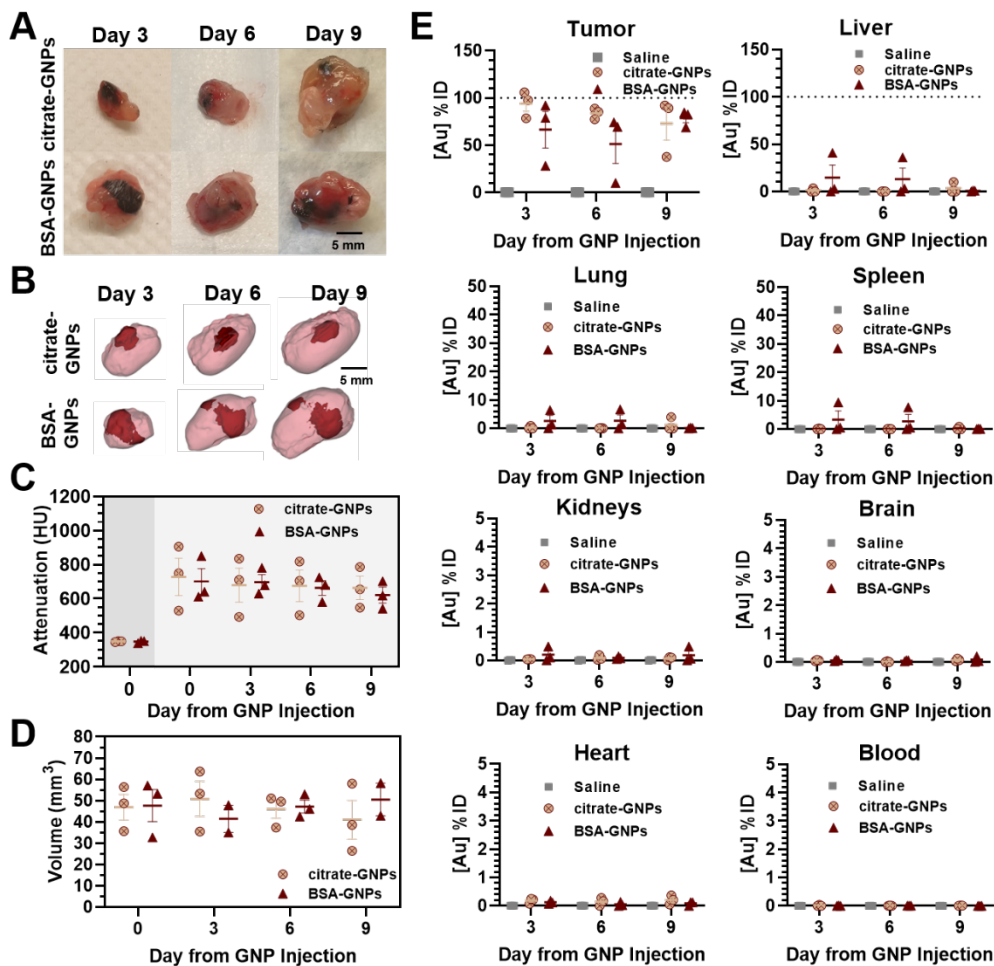 A
Day 3 Day 6 Day 9
citrate-GNPs
BSA-GNPs
5 mm
B
Day 3 Day 6 Day 9
citrate-
GNPs
5 mm
BSA-
GNPs
C
1200
1000
800
600
400
200
Attenuation (HU)
citrate-GNPs
BSA-GNPs
0 0 3 6 9
Day from GNP Injection
D
80
70
60
50
40
30
20
10
0
Volume (mm³)
citrate-GNPs
BSA-GNPs
0 3 6 9
Day from GNP Injection
E
Tumor
150
100
50
0
[Au] % ID
Saline
citrate-GNPs
BSA-GNPs
3 6 9
Day from GNP Injection
Liver
150
100
50
0
[Au] % ID
Saline
citrate-GNPs
BSA-GNPs
3 6 9
Day from GNP Injection
Lung
50
40
30
20
10
0
[Au] % ID
Saline
citrate-GNPs
BSA-GNPs
3 6 9
Day from GNP Injection
Spleen
50
40
30
20
10
0
[Au] % ID
Saline
citrate-GNPs
BSA-GNPs
3 6 9
Day from GNP Injection
Kidneys
5
4
3
2
1
0
[Au] % ID
Saline
citrate-GNPs
BSA-GNPs
3 6 9
Day from GNP Injection
Brain
5
4
3
2
1
0
[Au] % ID
Saline
citrate-GNPs
BSA-GNPs
3 6 9
Day from GNP Injection
Heart
5
4
3
2
1
0
[Au] % ID
Saline
citrate-GNPs
BSA-GNPs
3 6 9
Day from GNP Injection
Blood
5
4
3
2
1
0
[Au] % ID
Saline
citrate-GNPs
BSA-GNPs
3 6 9
Day from GNP Injection